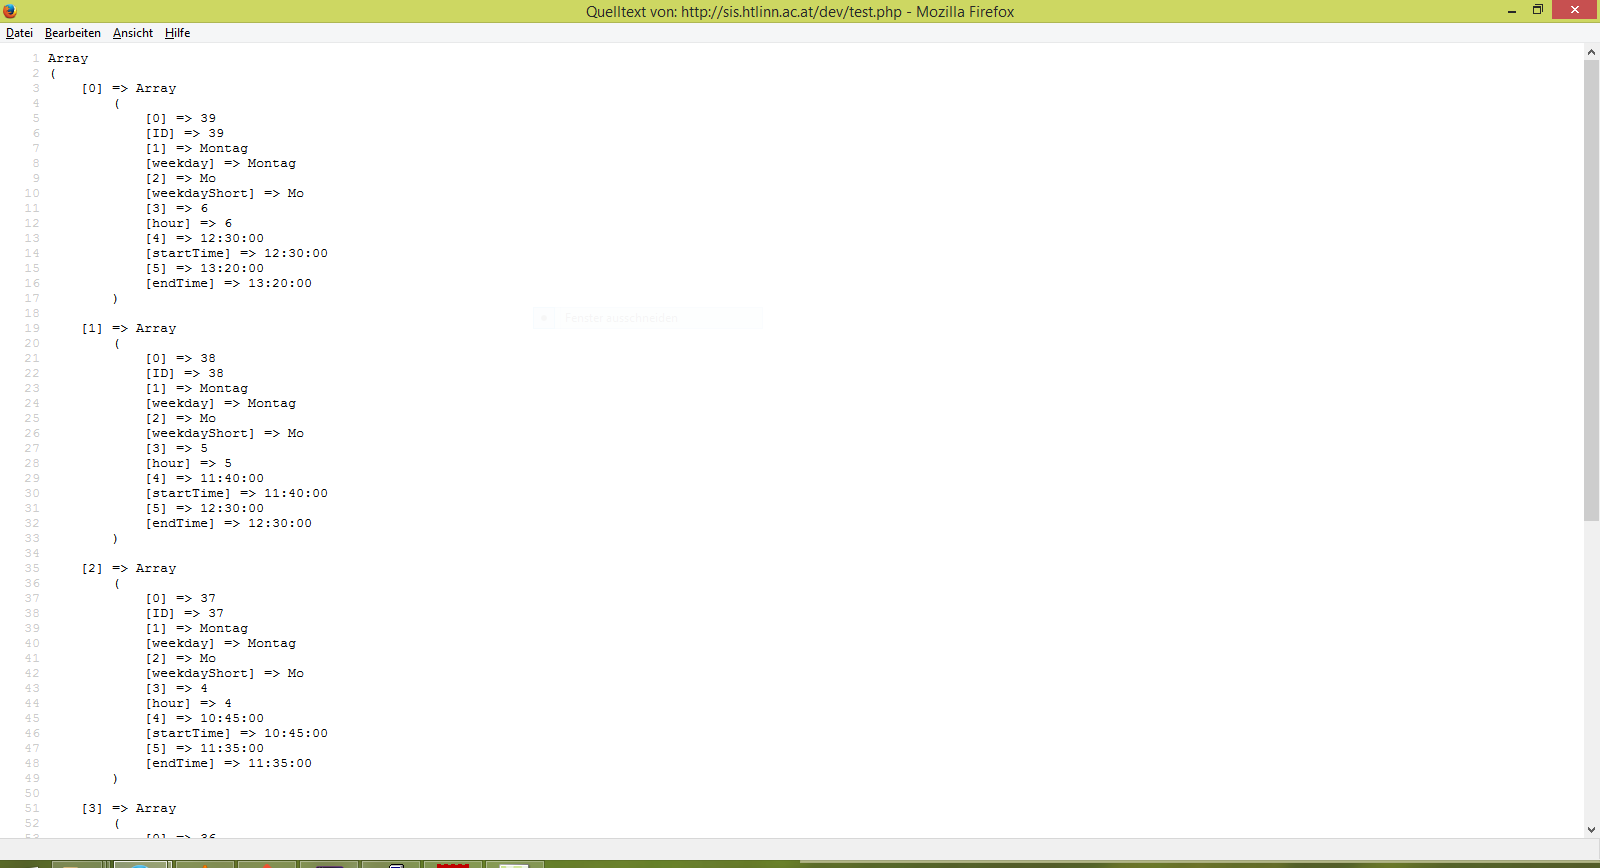 Quelltext von: http://sis.htlinn.ac.at/dev/test.php - Mozilla Firefox
Datei Bearbeiten Ansicht Hilfe
1 Array
2 (
3 [0] => Array
4 (
5 [0] => 39
6 [ID] => 39
7 [1] => Montag
8 [weekday] => Montag
9 [2] => Mo
10 [weekdayShort] => Mo
11 [3] => 6
12 [hour] => 6
13 [4] => 12:30:00
14 [startTime] => 12:30:00
15 [5] => 13:20:00
16 [endTime] => 13:20:00
17 )
18
19 [1] => Array
20 (
21 [0] => 38
22 [ID] => 38
23 [1] => Montag
24 [weekday] => Montag
25 [2] => Mo
26 [weekdayShort] => Mo
27 [3] => 5
28 [hour] => 5
29 [4] => 11:40:00
30 [startTime] => 11:40:00
31 [5] => 12:30:00
32 [endTime] => 12:30:00
33 )
34
35 [2] => Array
36 (
37 [0] => 37
38 [ID] => 37
39 [1] => Montag
40 [weekday] => Montag
41 [2] => Mo
42 [weekdayShort] => Mo
43 [3] => 4
44 [hour] => 4
45 [4] => 10:45:00
46 [startTime] => 10:45:00
47 [5] => 11:35:00
48 [endTime] => 11:35:00
49 )
50
51 [3] => Array
52 (
53 [0] => 36